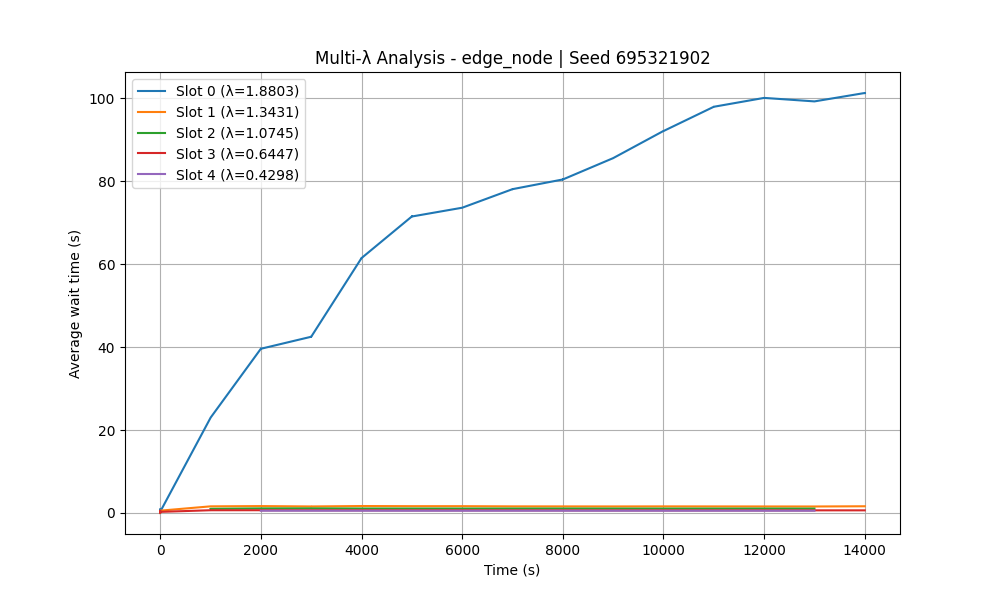 Multi-λ Analysis - edge_node | Seed 695321902
Slot 0 (λ=1.8803)
Slot 1 (λ=1.3431)
Slot 2 (λ=1.0745)
Slot 3 (λ=0.6447)
Slot 4 (λ=0.4298)
Average wait time (s)
100
80
60
40
20
0
0 2000 4000 6000 8000 10000 12000 14000
Time (s)